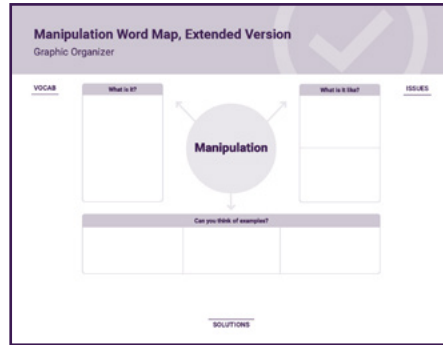 Manipulation Word Map, Extended Version
Graphic Organizer
VOCAB
What is it?
What is it like?
ISSUES
Manipulation
Can you think of examples?
SOLUTIONS